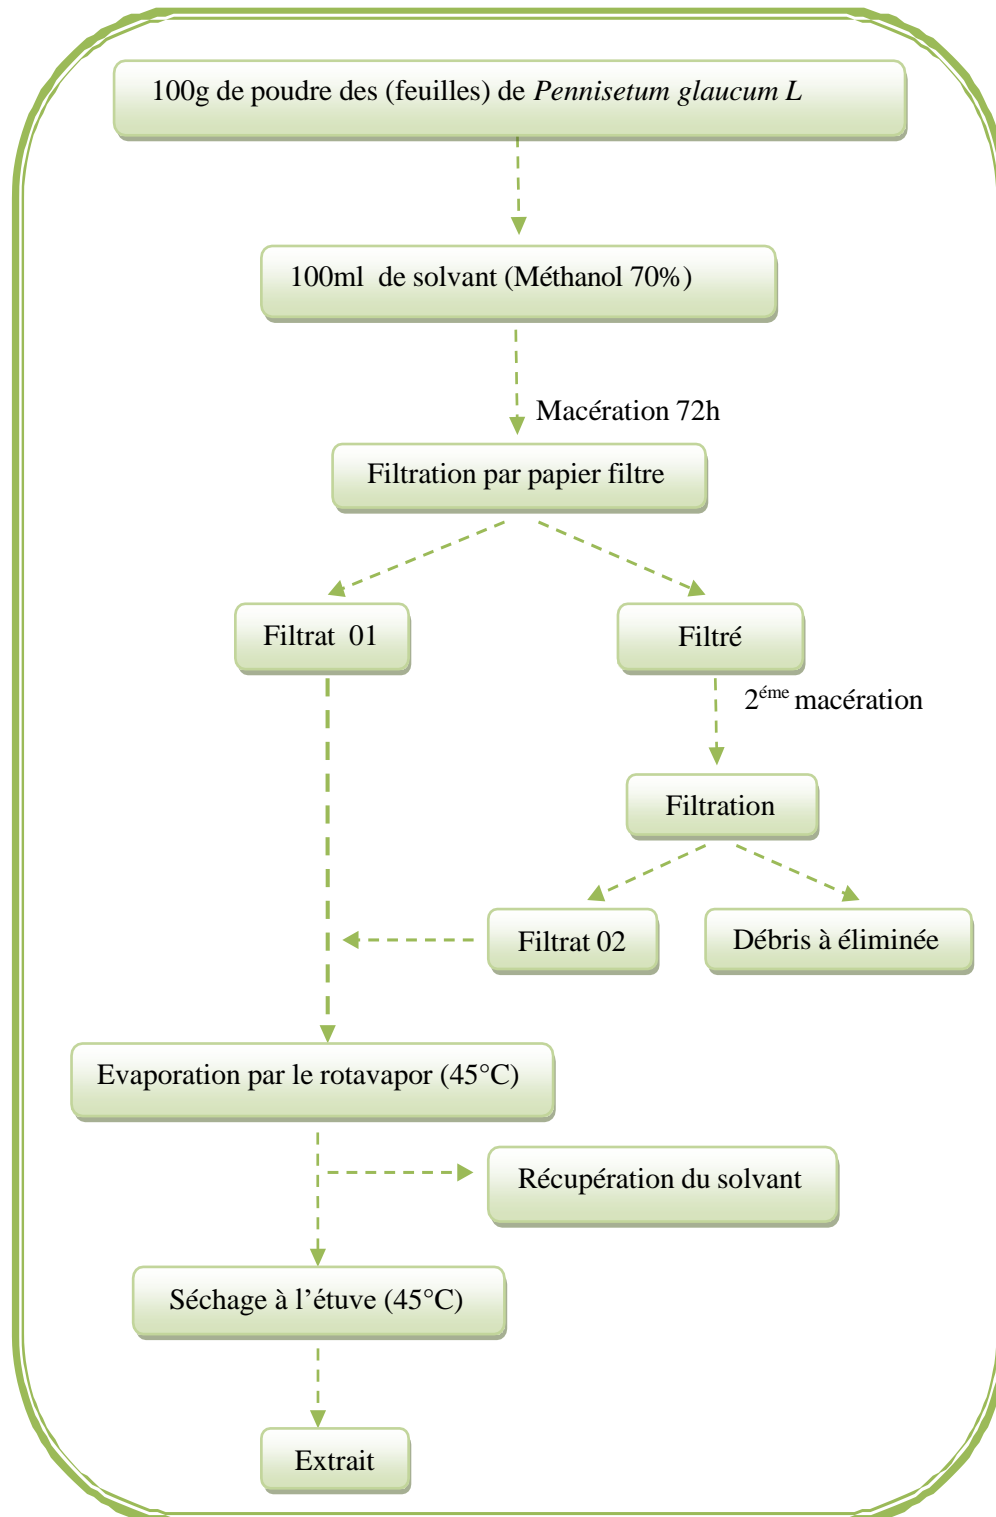 100g de poudre des (feuilles) de Pennisetum glaucum L
100ml  de solvant (Méthanol 70%)
Macération 72h
Filtration par papier filtre
Filtrat  01
Filtré
2éme macération
Filtration
Filtrat 02
Débris à éliminée
Evaporation par le rotavapor (45°C)
Récupération du solvant
Séchage à l’étuve (45°C)
Extrait